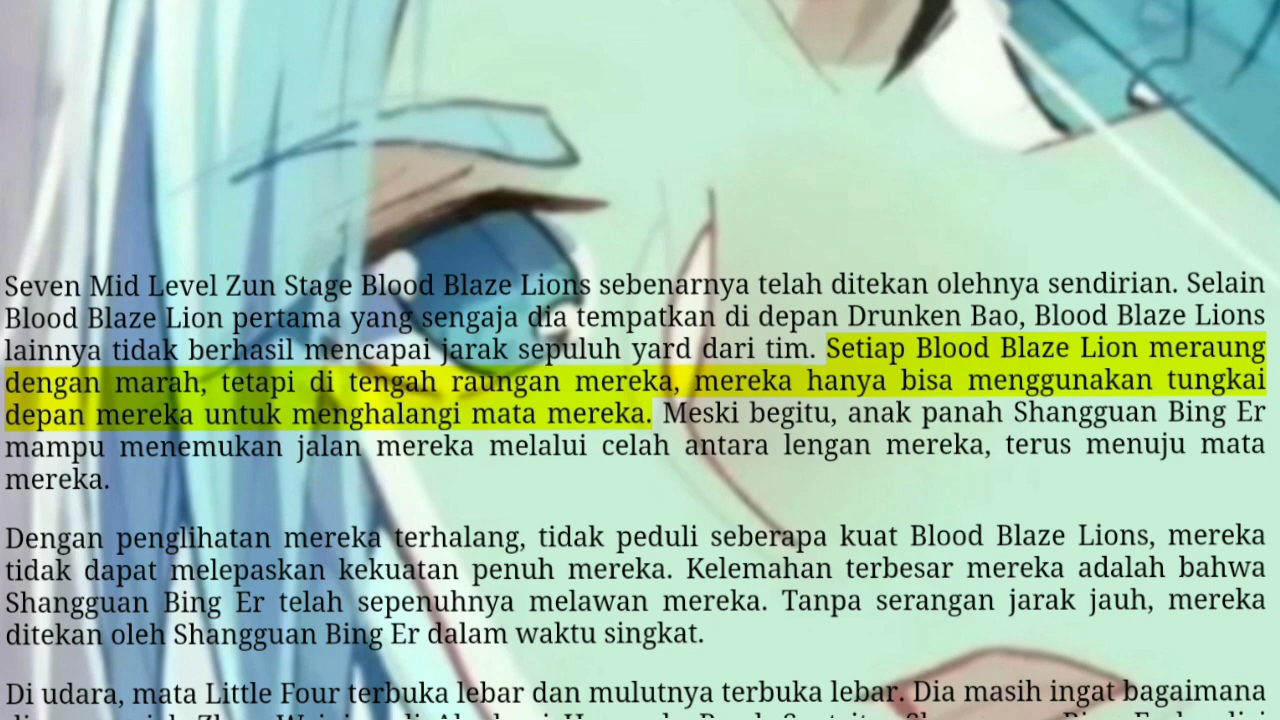 Seven Mid Level Zun Stage Blood Blaze Lions sebenarnya telah ditekan olehnya sendirian. Selain
Blood Blaze Lion pertama yang sengaja dia tempatkan di depan Drunken Bao, Blood Blaze Lions
lainnya tidak berhasil mencapai jarak sepuluh yard dari tim. Setiap Blood Blaze Lion meraung
dengan marah, tetapi di tengah raungan mereka, mereka hanya bisa menggunakan tungkai
depan mereka untuk menghalangi mata mereka. Meski begitu, anak panah Shangguan Bing Er
mampu menemukan jalan mereka melalui celah antara lengan mereka, terus menuju mata
mereka.
Dengan penglihatan mereka terhalang, tidak peduli seberapa kuat Blood Blaze Lions, mereka
tidak dapat melepaskan kekuatan penuh mereka. Kelemahan terbesar mereka adalah bahwa
Shangguan Bing Er telah sepenuhnya melawan mereka. Tanpa serangan jarak jauh, mereka
ditekan oleh Shangguan Bing Er dalam waktu singkat.
Di udara, mata Little Four terbuka lebar dan mulutnya terbuka lebar. Dia masih ingat bagaimana